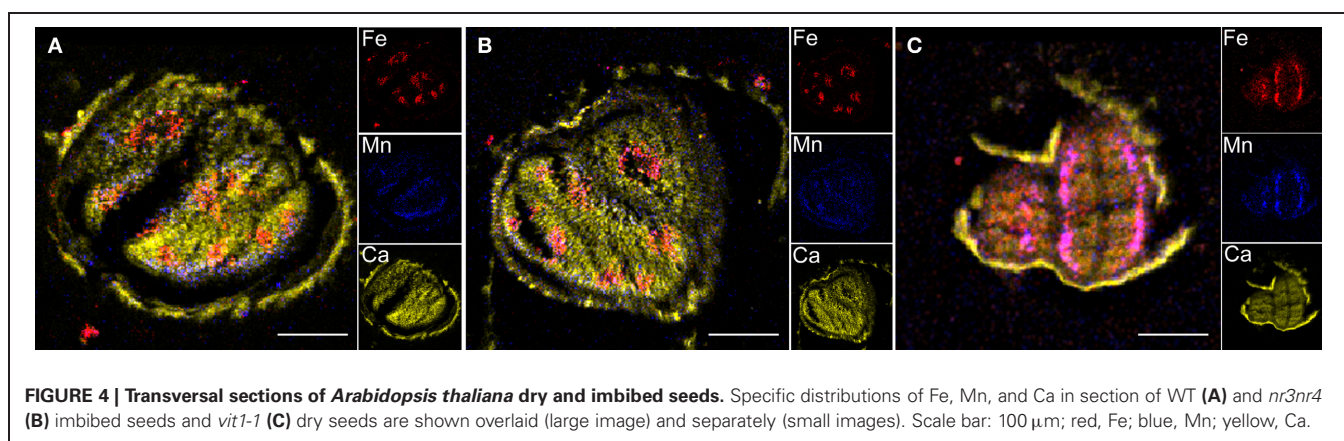 A
Fe
Mn
Ca
B
Fe
Mn
Ca
C
Fe
Mn
Ca
FIGURE 4 | Transversal sections of Arabidopsis thaliana dry and imbibed seeds. Specific distributions of Fe, Mn, and Ca in section of WT (A) and nr3nr4
(B) imbibed seeds and vit1-1 (C) dry seeds are shown overlaid (large image) and separately (small images). Scale bar: 100 μm; red, Fe; blue, Mn; yellow, Ca.